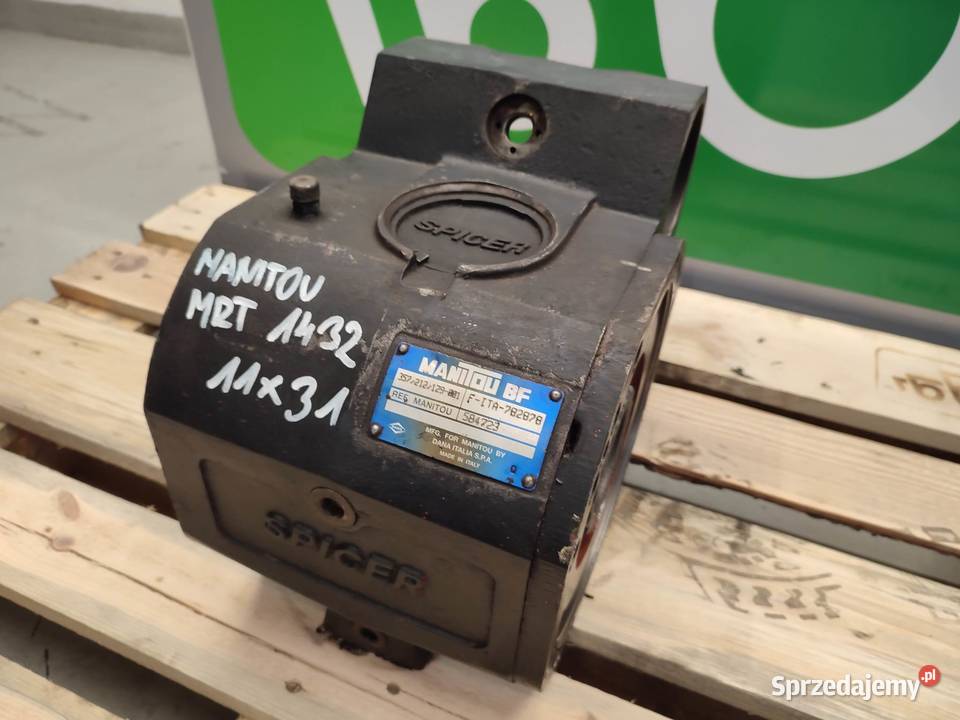 SPICER
MANITOU
MRT 1432
11x31
MANITOU BF
357/212/129-001 F-ITA-782878
REF MANITOU 584723
MFG. FOR MANITOU BY
DANA ITALIA S.P.A.
MADE IN ITALY
SPICER
Sprzedajemy.pl